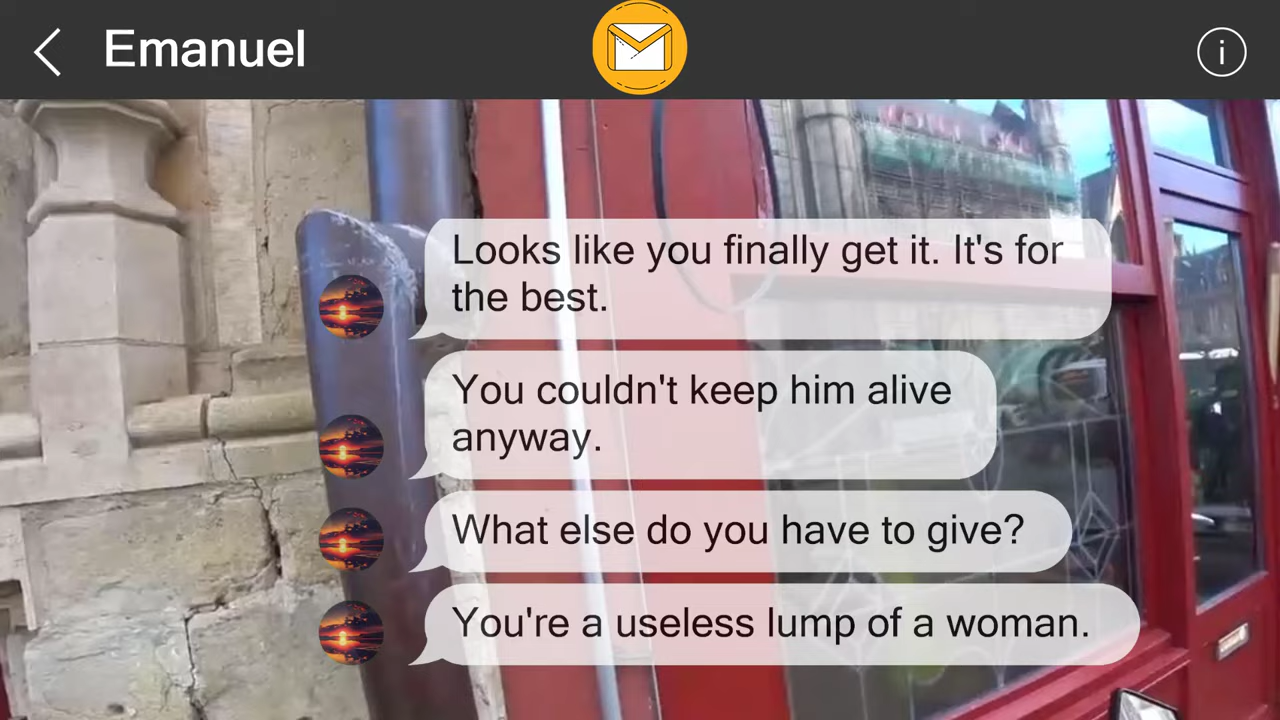 Emanuel
Looks like you finally get it. It's for
the best.
You couldn't keep him alive
anyway.
What else do you have to give?
You're a useless lump of a woman.